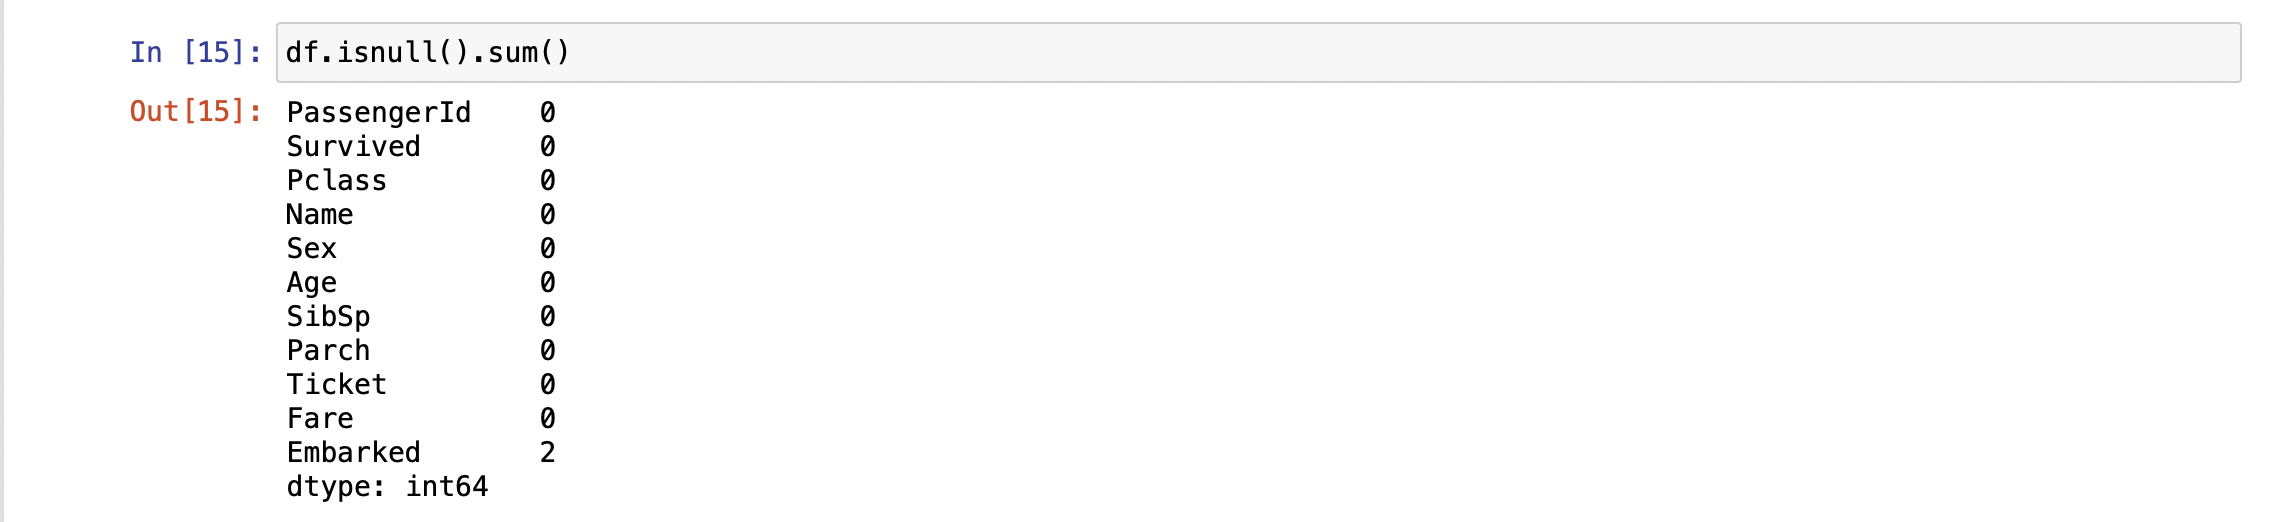 In [15]: df.isnull().sum()
Out[15]: PassengerId    0
Survived       0
Pclass         0
Name           0
Sex            0
Age            0
SibSp          0
Parch          0
Ticket         0
Fare           0
Embarked       2
dtype: int64